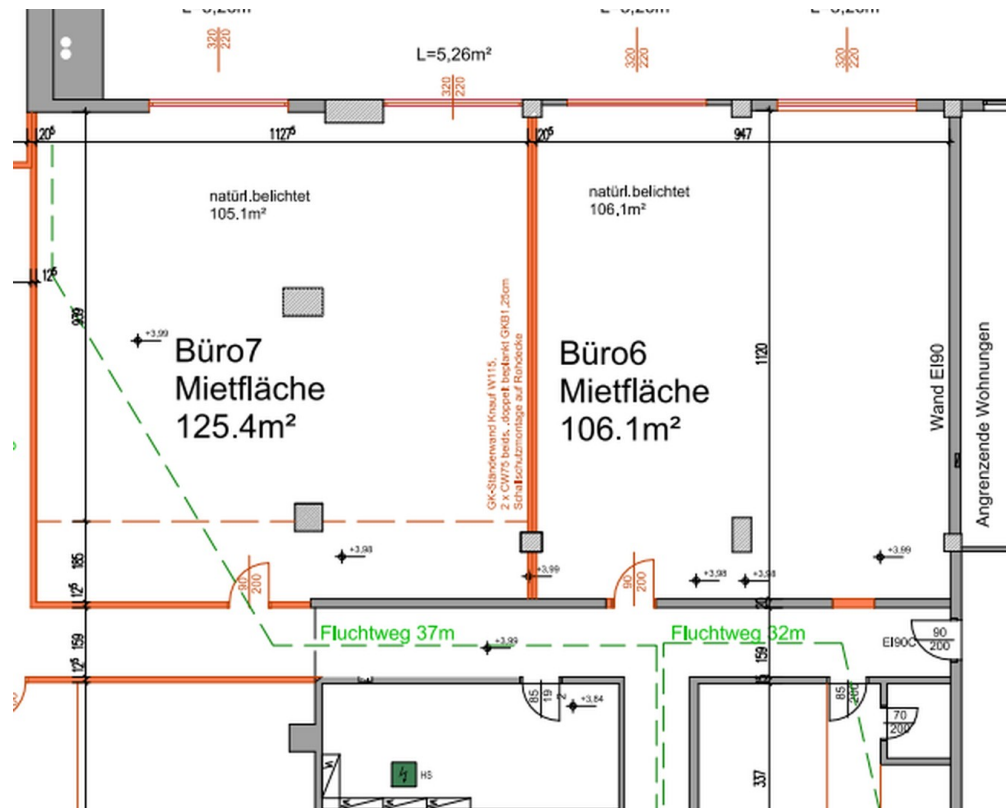 320
220
L=5,26m²
320
220
320
220
320
220
20⁵
1127⁵
20⁵
947
natürl.belichtet
105.1m²
natürl.belichtet
106,1m²
12⁵
939
+3,99
Büro7
Mietfläche
125.4m²
GK-Ständerwand Knauf W115,
2 x CW75 beids. .doppelt beplankt GKB1,25cm
Schallschutzmontage auf Rohdecke
Büro6
Mietfläche
106.1m²
1120
Wand EI90
Angrenzende Wohnungen
185
+3,98
+3,99
+3,98
+3,98
+3,99
12⁵
90
200
90
200
Fluchtweg 37m
Fluchtweg 32m
159
+3,99
159
EI90C
90
200
12⁵
15
85
19
2
+3,84
85
200
70
200
HS
337